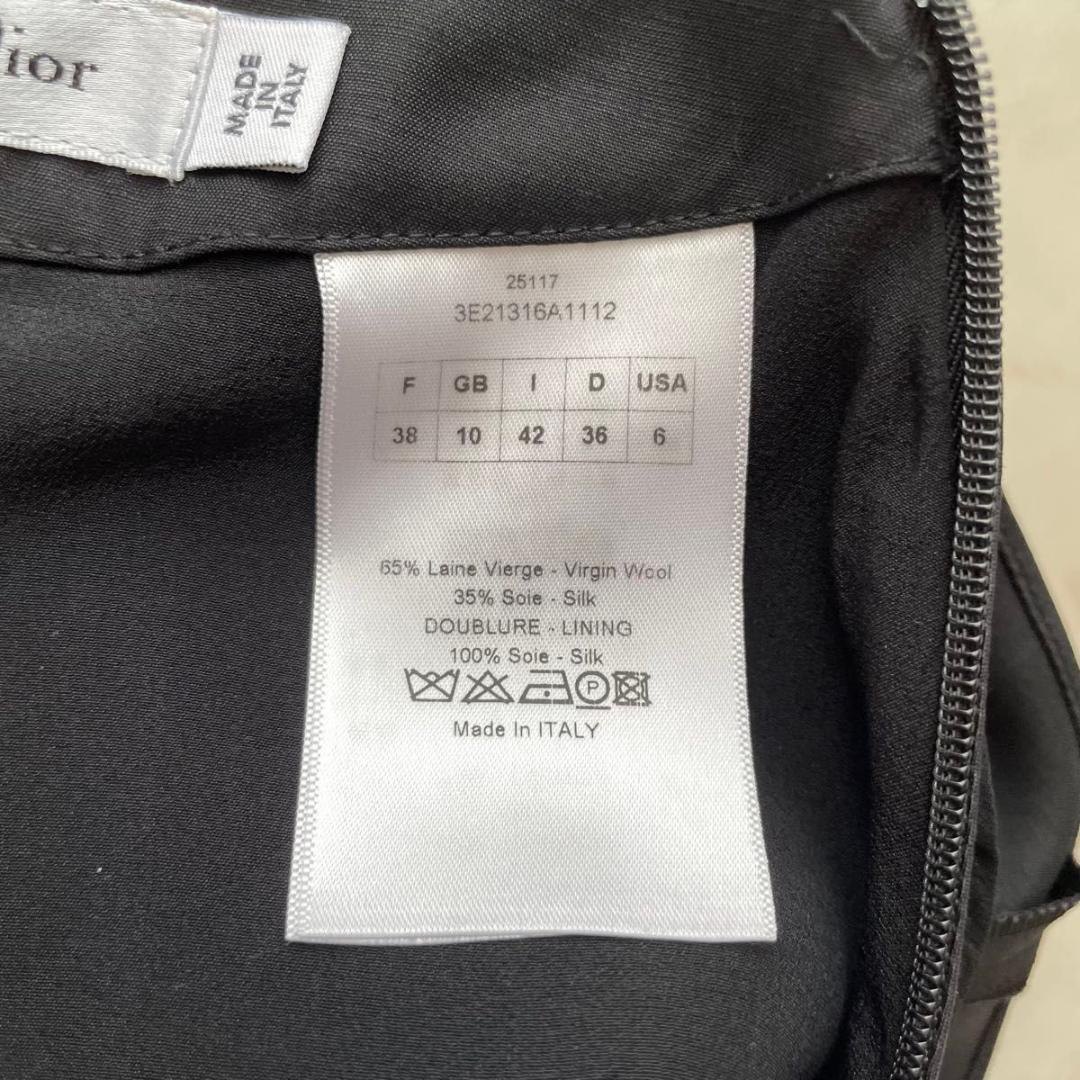 ior
MADE
IN
ITALY
25117
3E21316A1112
F GB I D USA
38 10 42 36 6
65% Laine Vierge - Virgin Wool
35% Soie - Silk
DOUBLURE - LINING
100% Soie - Silk
P
Made In ITALY